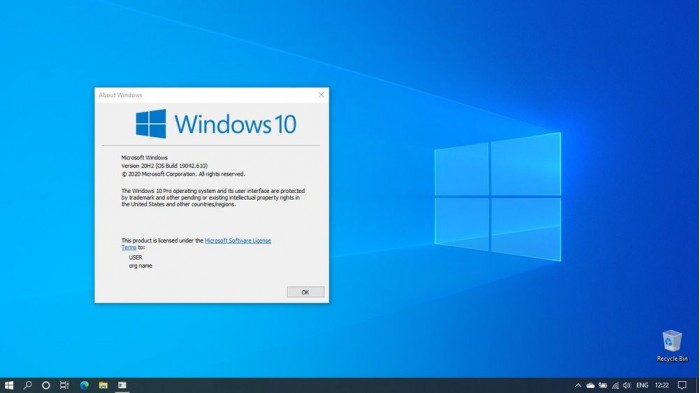 About Windows
Windows 10
Microsoft Windows
Version 20H2 (OS Build 19042.610)
© 2020 Microsoft Corporation. All rights reserved.
The Windows 10 Pro operating system and its user interface are protected
by trademark and other pending or existing intellectual property rights in
the United States and other countries/regions.
This product is licensed under the Microsoft Software License
Terms to:
USER
org name
OK
Recycle Bin
ENG
12:22